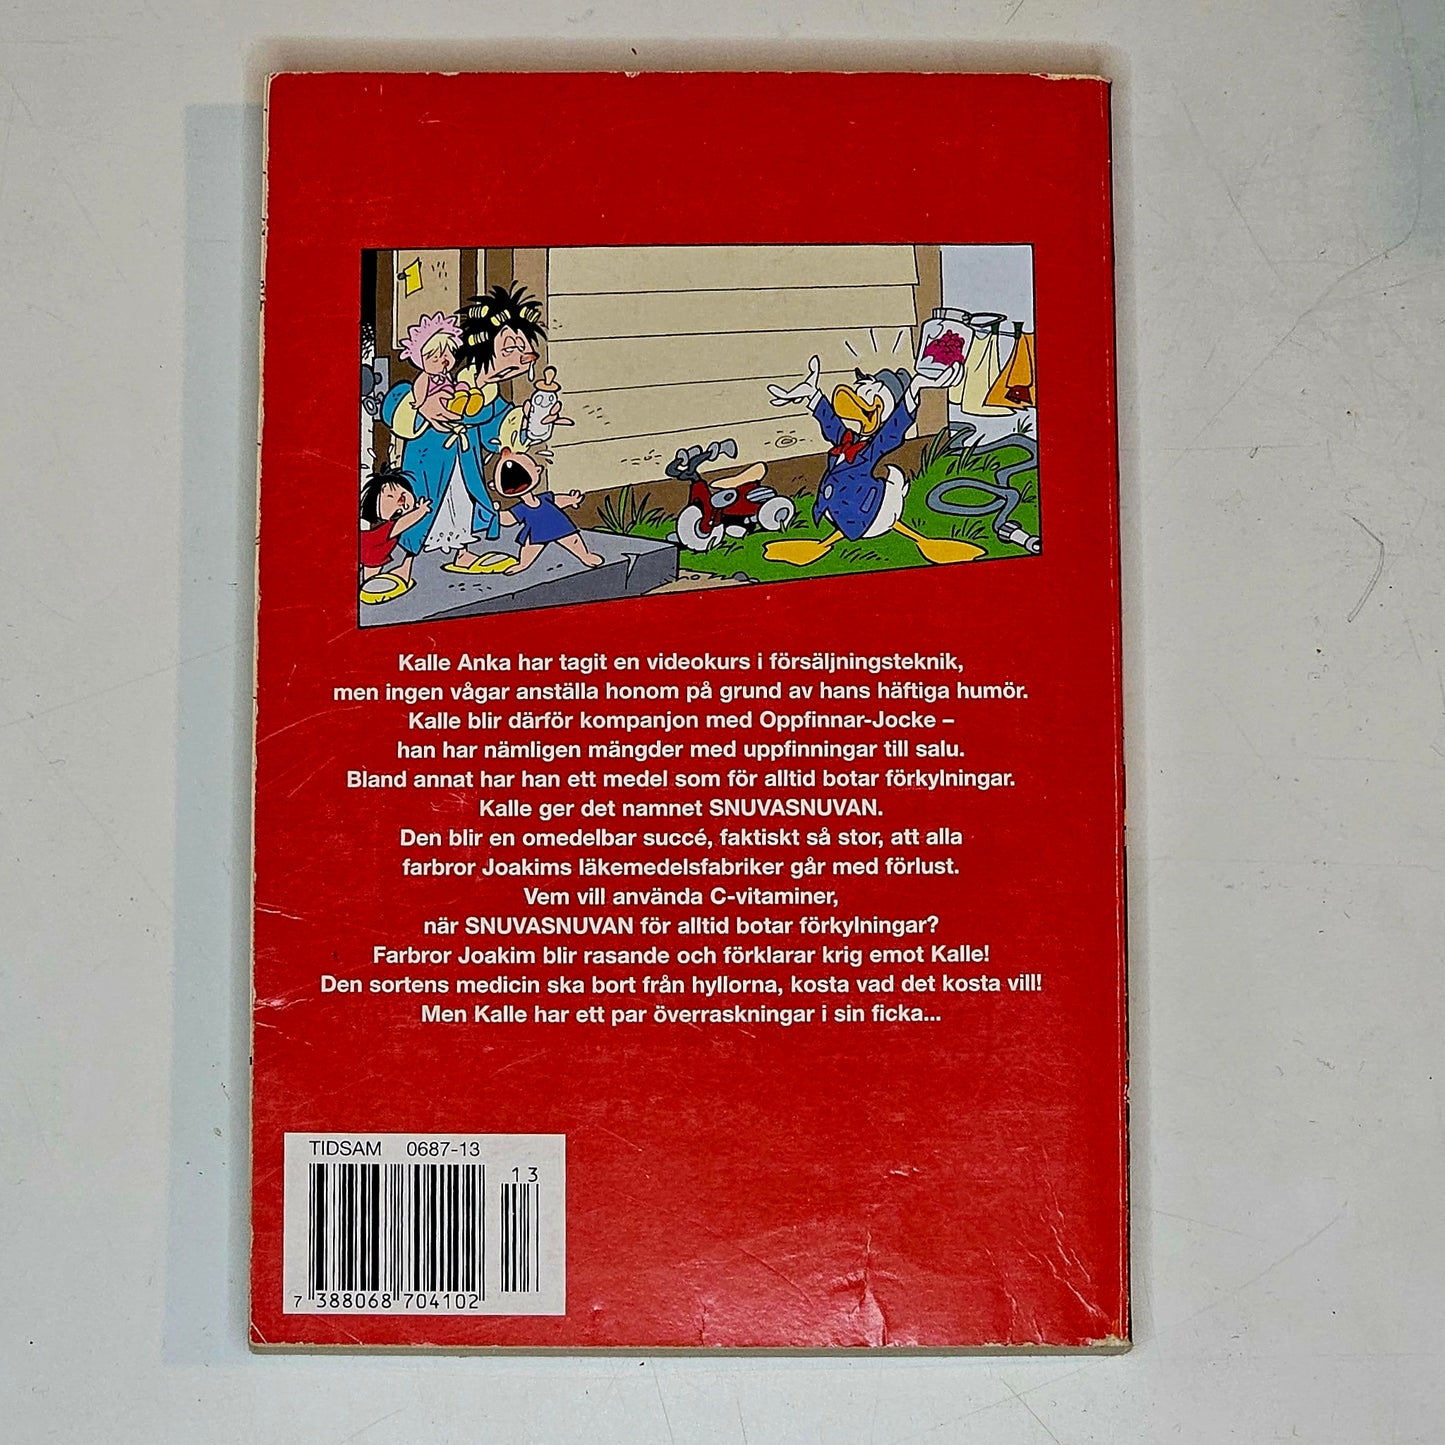 Kalle Anka har tagit en videokurs i försäljningsteknik,
men ingen vågar anställa honom på grund av hans häftiga humör.
Kalle blir därför kompanjon med Oppfinnar-Jocke –
han har nämligen mängder med uppfinningar till salu.
Bland annat har han ett medel som för alltid botar förkylningar.
Kalle ger det namnet SNUVASNUVAN.
Den blir en omedelbar succé, faktiskt så stor, att alla
farbror Joakims läkemedelsfabriker går med förlust.
Vem vill använda C-vitaminer,
när SNUVASNUVAN för alltid botar förkylningar?
Farbror Joakim blir rasande och förklarar krig emot Kalle!
Den sortens medicin ska bort från hyllorna, kosta vad det kosta vill!
Men Kalle har ett par överraskningar i sin ficka...
TIDSAM 0687-13
13
7 388068 704102